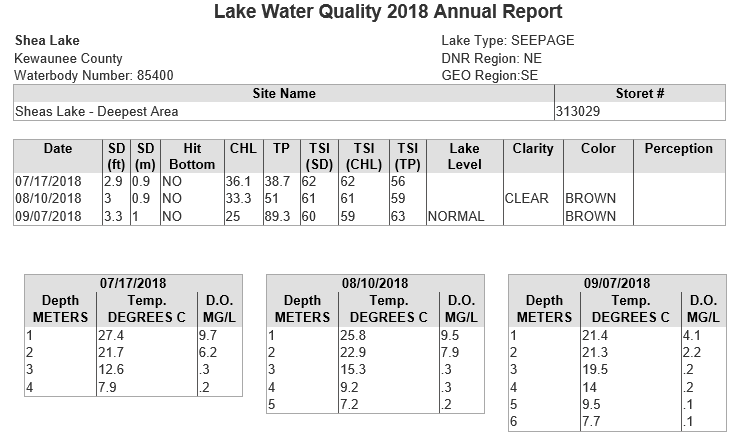 Lake Water Quality 2018 Annual Report
Shea Lake Lake Type: SEEPAGE
Kewaunee County DNR Region: NE
Waterbody Number: 85400 GEO Region:SE
Site Name Storet #
Sheas Lake - Deepest Area 313029
Date SD (ft) SD (m) Hit Bottom CHL TP TSI (SD) TSI (CHL) TSI (TP) Lake Level Clarity Color Perception
07/17/2018 2.9 0.9 NO 36.1 38.7 62 62 56
08/10/2018 3 0.9 NO 33.3 51 61 61 59 CLEAR BROWN
09/07/2018 3.3 1 NO 25 89.3 60 59 63 NORMAL BROWN
07/17/2018
Depth METERS Temp. DEGREES C D.O. MG/L
1 27.4 9.7
2 21.7 6.2
3 12.6 .3
4 7.9 .2
08/10/2018
Depth METERS Temp. DEGREES C D.O. MG/L
1 25.8 9.5
2 22.9 7.9
3 15.3 .3
4 9.2 .3
5 7.2 .2
09/07/2018
Depth METERS Temp. DEGREES C D.O. MG/L
1 21.4 4.1
2 21.3 2.2
3 19.5 .2
4 14 .2
5 9.5 .1
6 7.7 .1